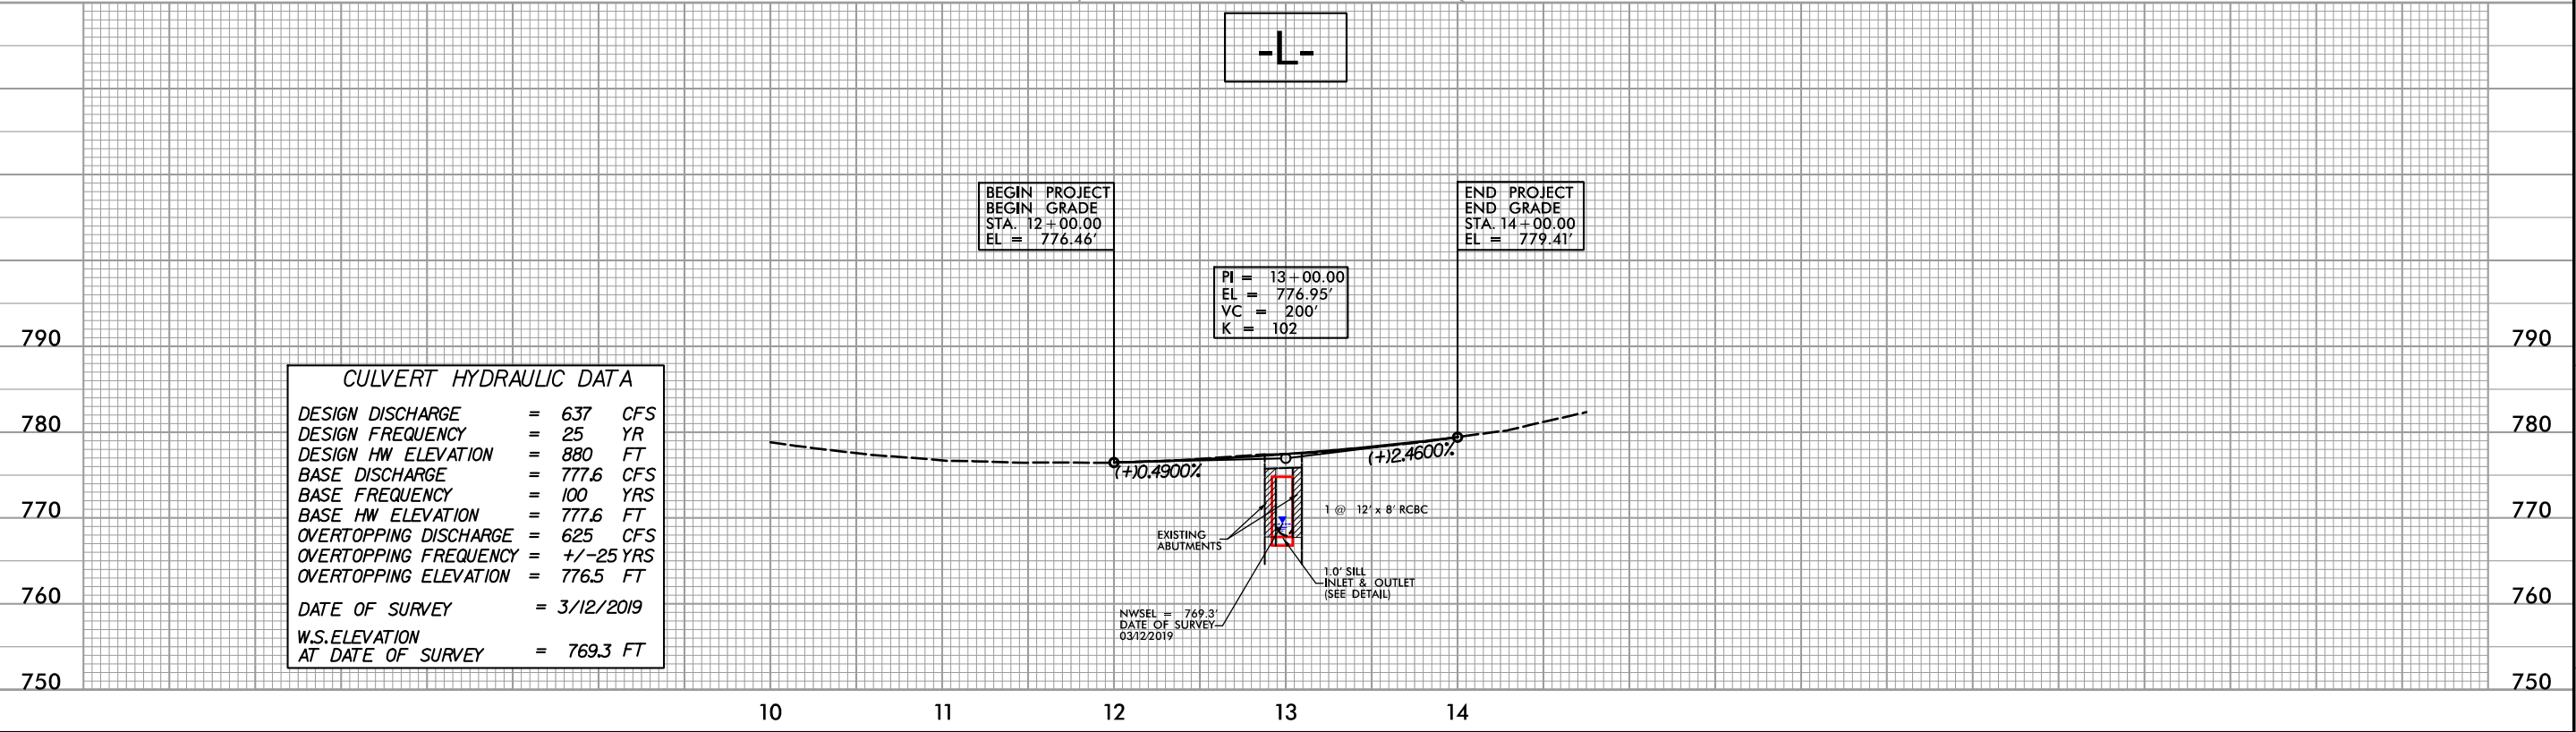 -L-
BEGIN PROJECT
BEGIN GRADE
STA. 12+00.00
EL = 776.46'
END PROJECT
END GRADE
STA. 14+00.00
EL = 779.41'
PI = 13+00.00
EL = 776.95'
VC = 200'
K = 102
790
790
CULVERT HYDRAULIC DATA
DESIGN DISCHARGE = 637 CFS
DESIGN FREQUENCY = 25 YR
DESIGN HW ELEVATION = 880 FT
BASE DISCHARGE = 777.6 CFS
BASE FREQUENCY = 100 YRS
BASE HW ELEVATION = 777.6 FT
OVERTOPPING DISCHARGE = 625 CFS
OVERTOPPING FREQUENCY = +/-25 YRS
OVERTOPPING ELEVATION = 776.5 FT
DATE OF SURVEY = 3/12/2019
W.S.ELEVATION
AT DATE OF SURVEY = 769.3 FT
780
780
(+)0.4900%
(+)2.4600%
770
770
1 @ 12' x 8' RCBC
EXISTING
ABUTMENTS
1.0' SILL
INLET & OUTLET
(SEE DETAIL)
760
760
NWSEL = 769.3'
DATE OF SURVEY
03/12/2019
750
750
10 11 12 13 14